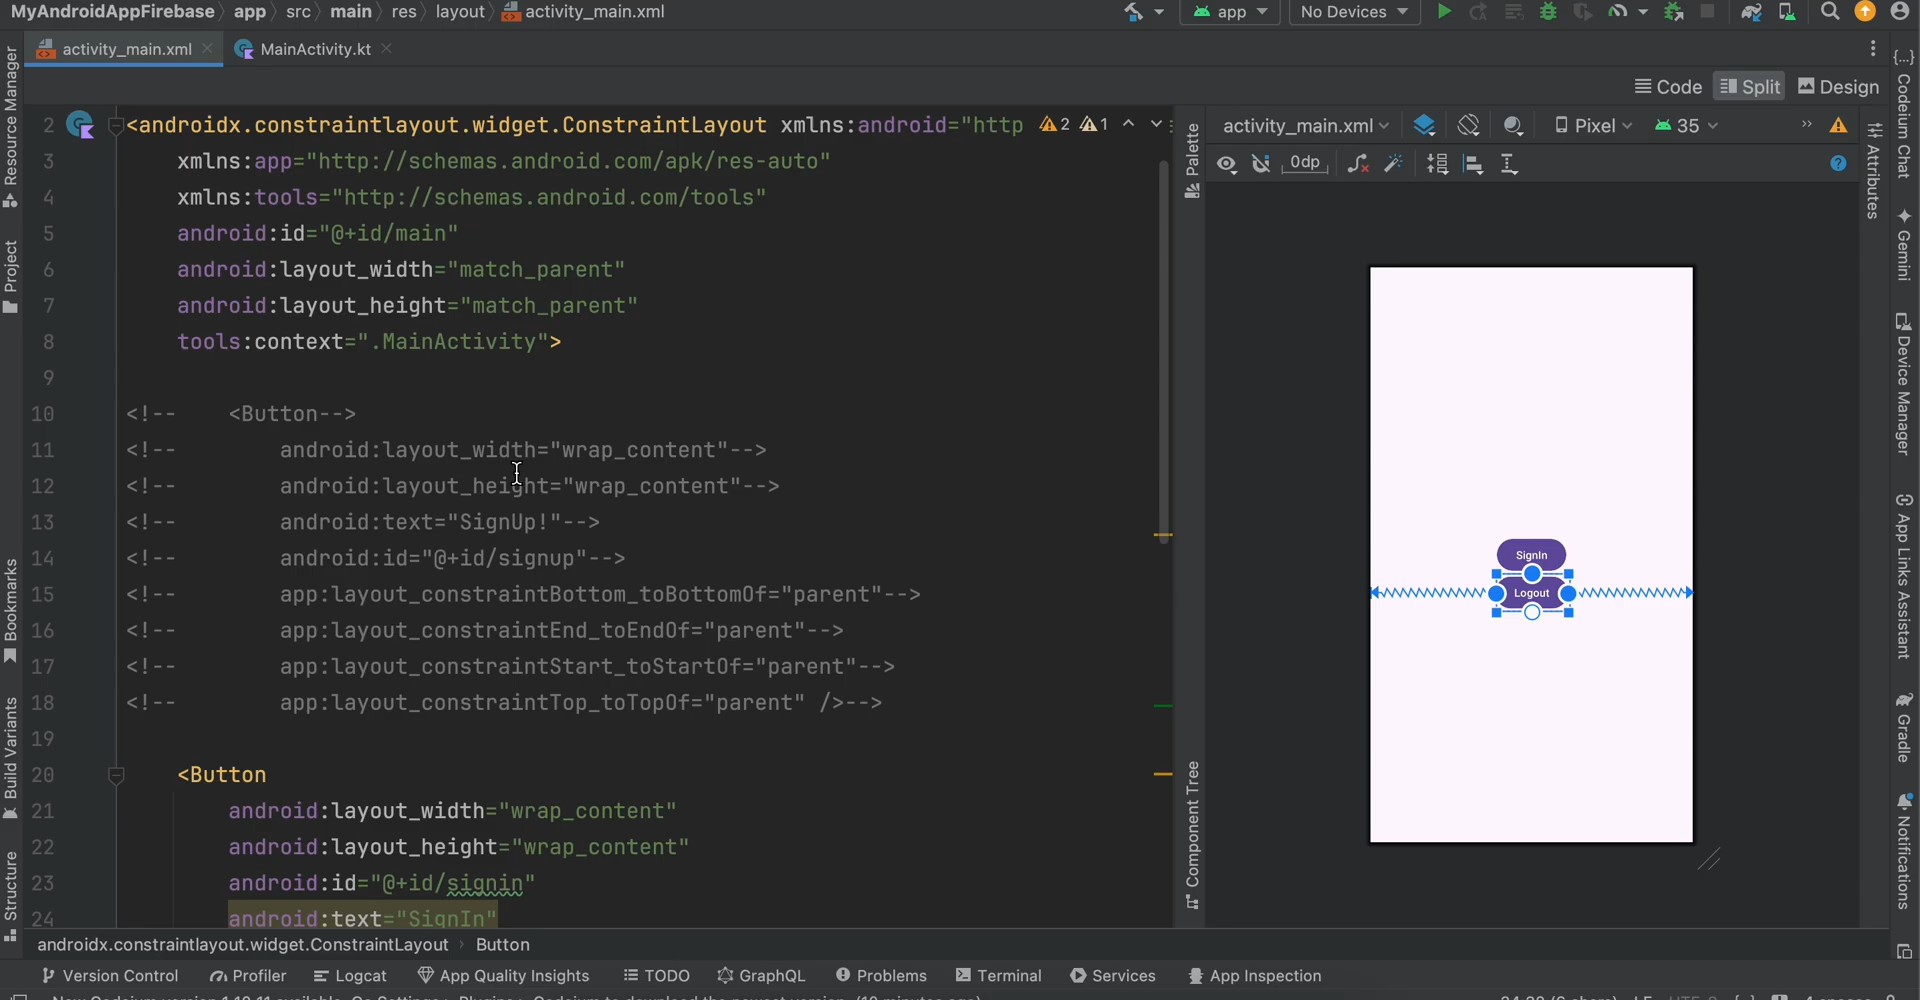 MyAndroidAppFirebase app src main res layout activity_main.xml
app No Devices
activity_main.xml MainActivity.kt
Code Split Design
2 <androidx.constraintlayout.widget.ConstraintLayout xmlns:android="http 2 1
3 xmlns:app="http://schemas.android.com/apk/res-auto"
4 xmlns:tools="http://schemas.android.com/tools"
5 android:id="@+id/main"
6 android:layout_width="match_parent"
7 android:layout_height="match_parent"
8 tools:context=".MainActivity">
9
10 <!-- <Button-->
11 <!-- android:layout_width="wrap_content"-->
12 <!-- android:layout_height="wrap_content"-->
13 <!-- android:text="SignUp!"-->
14 <!-- android:id="@+id/signup"-->
15 <!-- app:layout_constraintBottom_toBottomOf="parent"-->
16 <!-- app:layout_constraintEnd_toEndOf="parent"-->
17 <!-- app:layout_constraintStart_toStartOf="parent"-->
18 <!-- app:layout_constraintTop_toTopOf="parent" />-->
19
20 <Button
21 android:layout_width="wrap_content"
22 android:layout_height="wrap_content"
23 android:id="@+id/signin"
24 android:text="SignIn"
androidx.constraintlayout.widget.ConstraintLayout Button
Resource Manager
Project
Bookmarks
Build Variants
Structure
Palette
Component Tree
activity_main.xml Pixel 35
0dp
SignIn
Logout
Attributes
Codeium Chat
Gemini
Device Manager
App Links Assistant
Gradle
Notifications
Version Control Profiler Logcat App Quality Insights TODO GraphQL Problems Terminal Services App Inspection